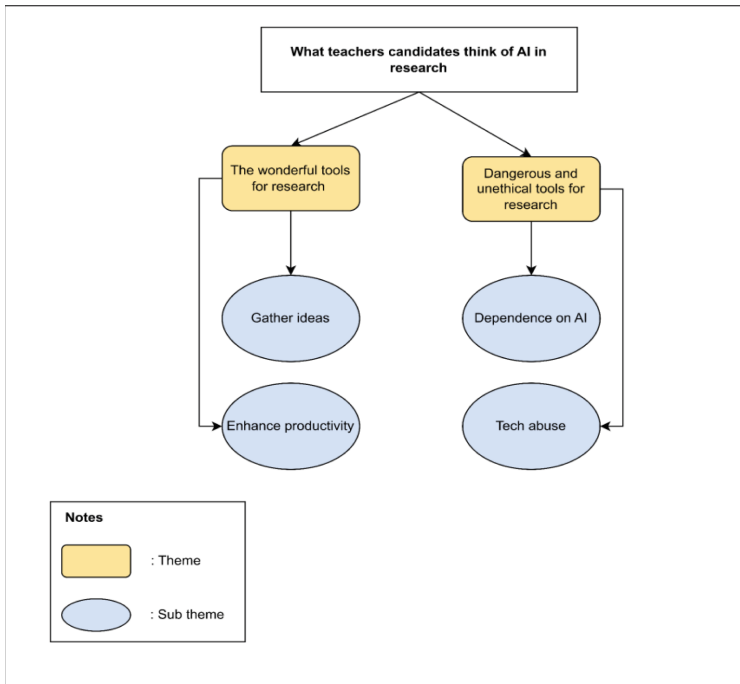 What teachers candidates think of AI in
research
The wonderful tools
for research
Dangerous and
unethical tools for
research
Gather ideas
Dependence on AI
Enhance productivity
Tech abuse
Notes
: Theme
: Sub theme